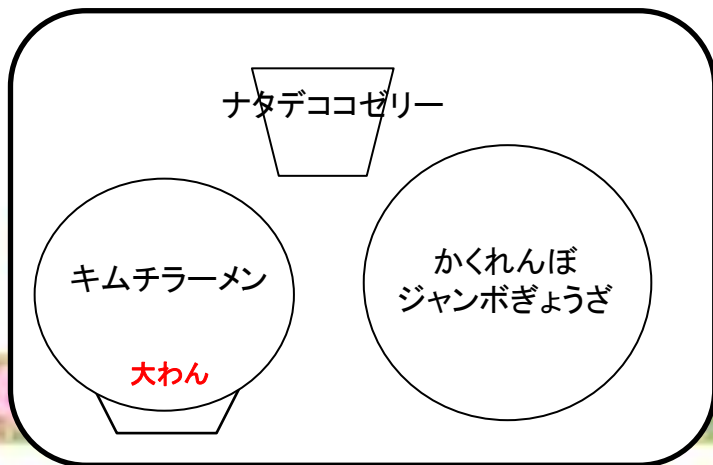 ナタデココゼリー
キムチラーメン
大わん
かくれんぼ
ジャンボぎょうざ